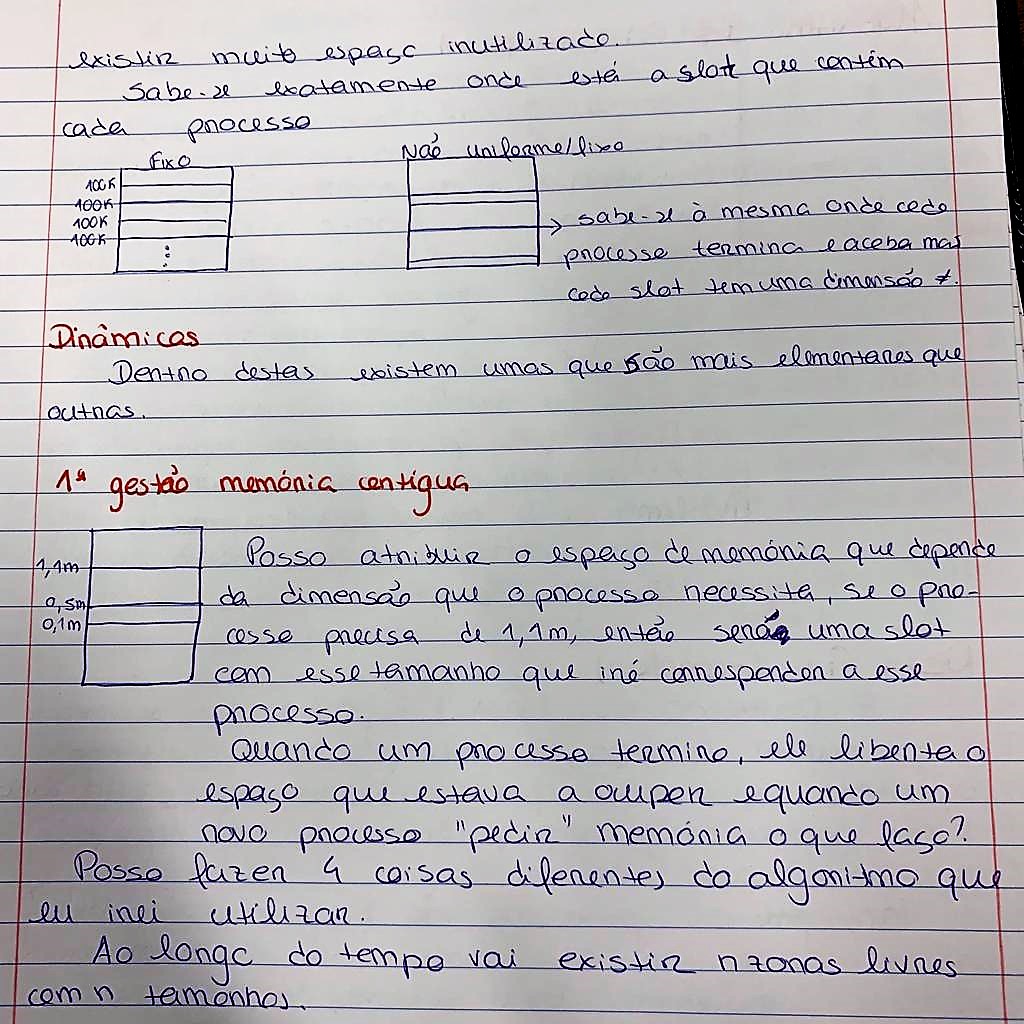 existir muito espaço inutilizado.
Sabe-se exatamente onde está a slot que contém
cada processo
Fixo
Não uniforme/fixo
100K
100K
100K
100K
→ sabe-se à mesma onde cada
processo termina e acaba mas
cada slot tem uma dimensão ≠.
Dinâmicas
Dentro destas existem umas que são mais elementares que
outras.
1ª gestão memória contígua
1,1m
0,5m
0,1m
Posso atribuir o espaço de memória que depende
da dimensão que o processo necessita, se o pro-
cesso precisa de 1,1m, então será uma slot
com esse tamanho que irá corresponder a esse
processo.
Quando um processo termina, ele liberta o
espaço que estava a ocupar e quando um
novo processo "pedir" memória o que faço?
Posso fazer 4 coisas diferentes do algoritmo que
eu irei utilizar.
Ao longo do tempo vai existir n zonas livres
com n tamanhos.